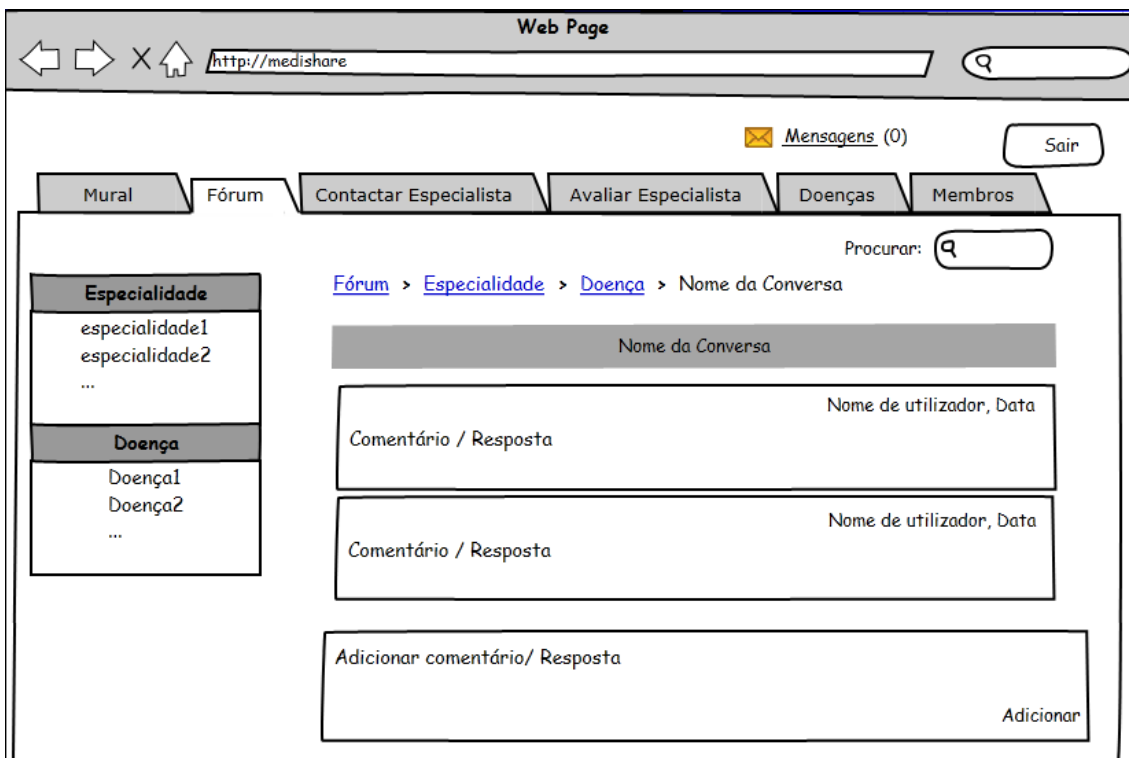 Web Page
http://medishare
Mensagens (0)
Sair
Mural Fórum Contactar Especialista Avaliar Especialista Doenças Membros
Procurar:
Fórum > Especialidade > Doença > Nome da Conversa
Especialidade
especialidade1
especialidade2
...
Doença
Doença1
Doença2
...
Nome da Conversa
Nome de utilizador, Data
Comentário / Resposta
Nome de utilizador, Data
Comentário / Resposta
Adicionar comentário/ Resposta
Adicionar